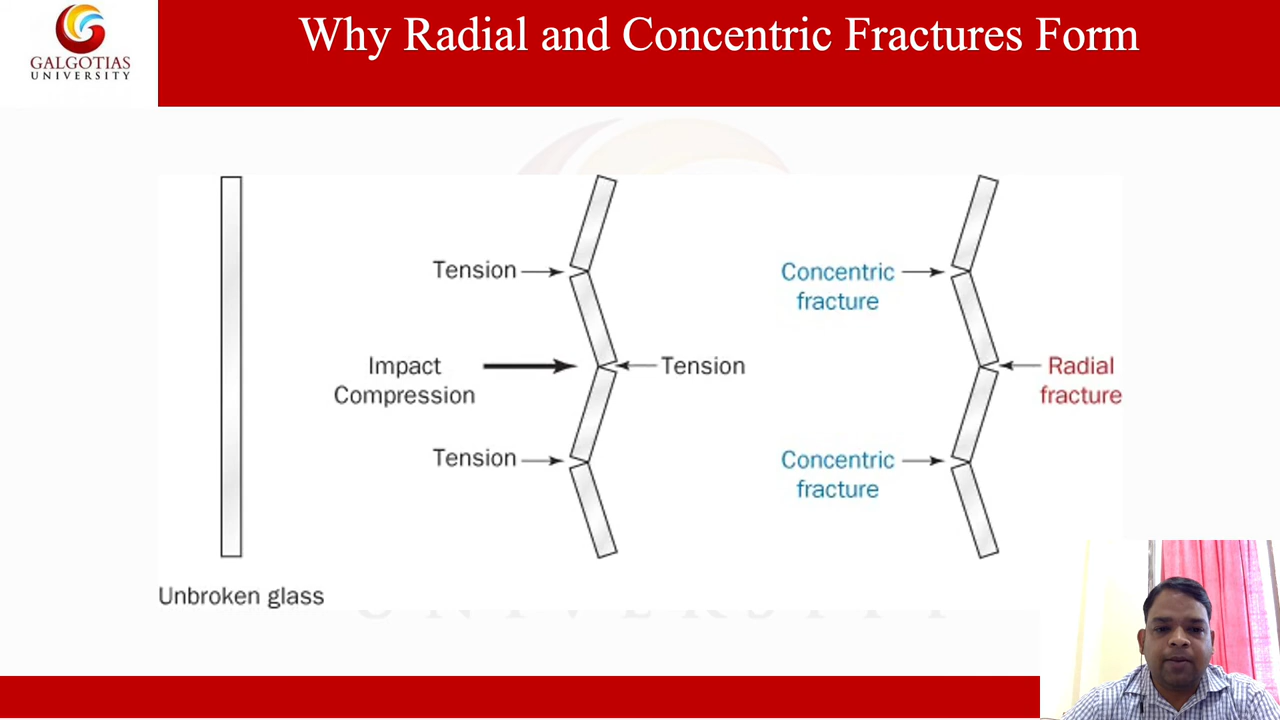 Why Radial and Concentric Fractures Form
GALGOTIAS
UNIVERSITY
Tension
Impact
Compression
Tension
Tension
Concentric
fracture
Radial
fracture
Concentric
fracture
Unbroken glass
UNIVERSITY